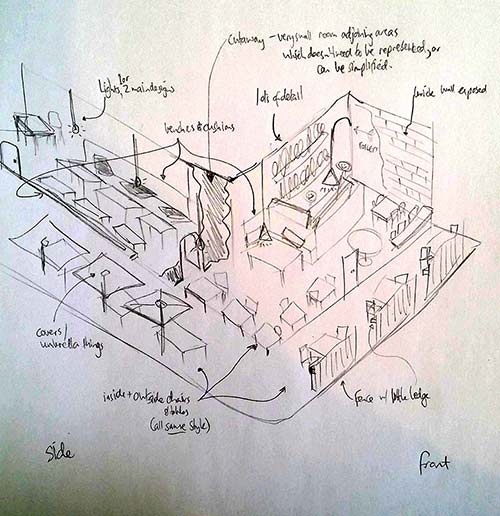 cutaway – very small room adjoining areas
which doesn't need to be represented, or
can be simplified.
1 or
Lights, 2 main designs
benches & cushions
lots of detail
inside wall exposed
covers/
umbrella things
inside + outside chairs
& tables
(all same style)
Fence w/ little ledge
side
front